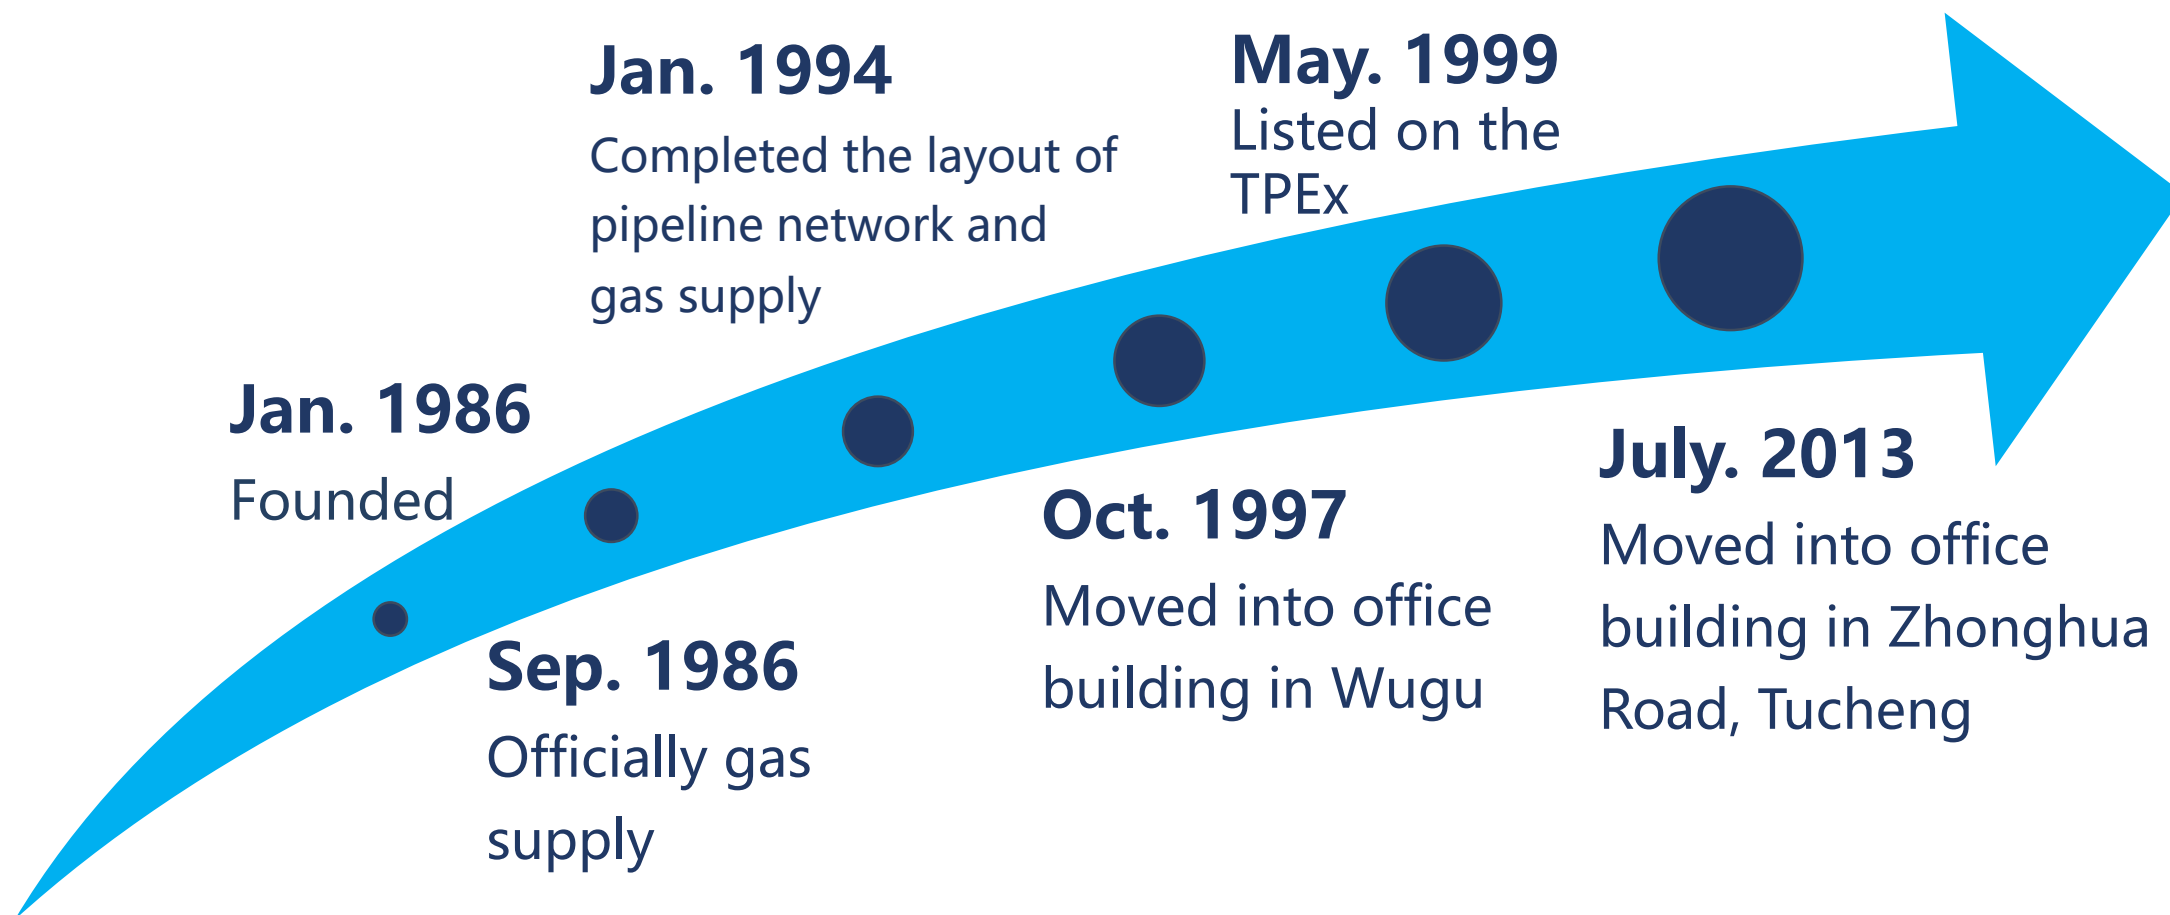 Jan. 1986
Founded
Sep. 1986
Officially gas
supply
Jan. 1994
Completed the layout of
pipeline network and
gas supply
Oct. 1997
Moved into office
building in Wugu
May. 1999
Listed on the
TPEx
July. 2013
Moved into office
building in Zhonghua
Road, Tucheng